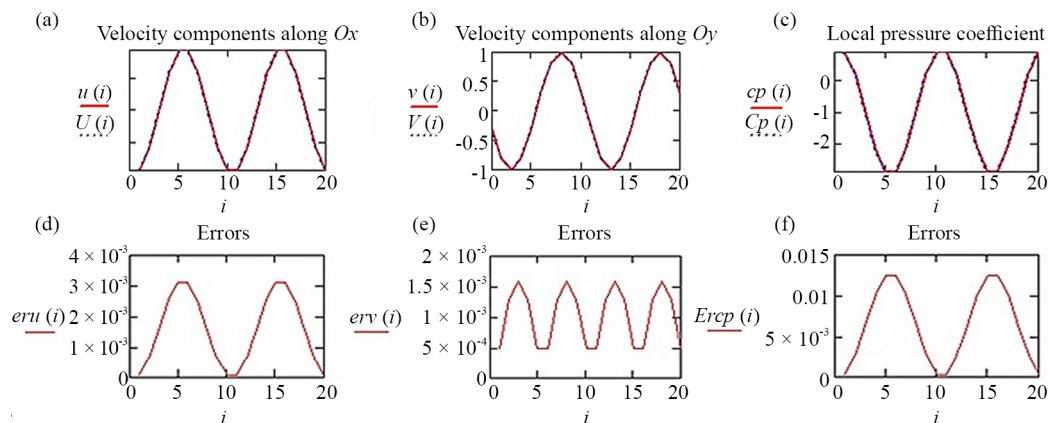 (a)
Velocity components along Ox
u (i)
U (i)
0
5
10
15
20
i
(b)
Velocity components along Oy
1
0.5
0
-0.5
-1
v (i)
V (i)
0
5
10
15
20
i
(c)
Local pressure coefficient
0
-1
-2
cp (i)
Cp (i)
0
5
10
15
20
i
(d)
Errors
4 × 10⁻³
3 × 10⁻³
2 × 10⁻³
1 × 10⁻³
0
eru (i)
0
5
10
15
20
i
(e)
Errors
2 × 10⁻³
1.5 × 10⁻³
1 × 10⁻³
5 × 10⁻⁴
0
erv (i)
0
5
10
15
20
i
(f)
Errors
0.015
0.01
5 × 10⁻³
0
Ercp (i)
0
5
10
15
20
i